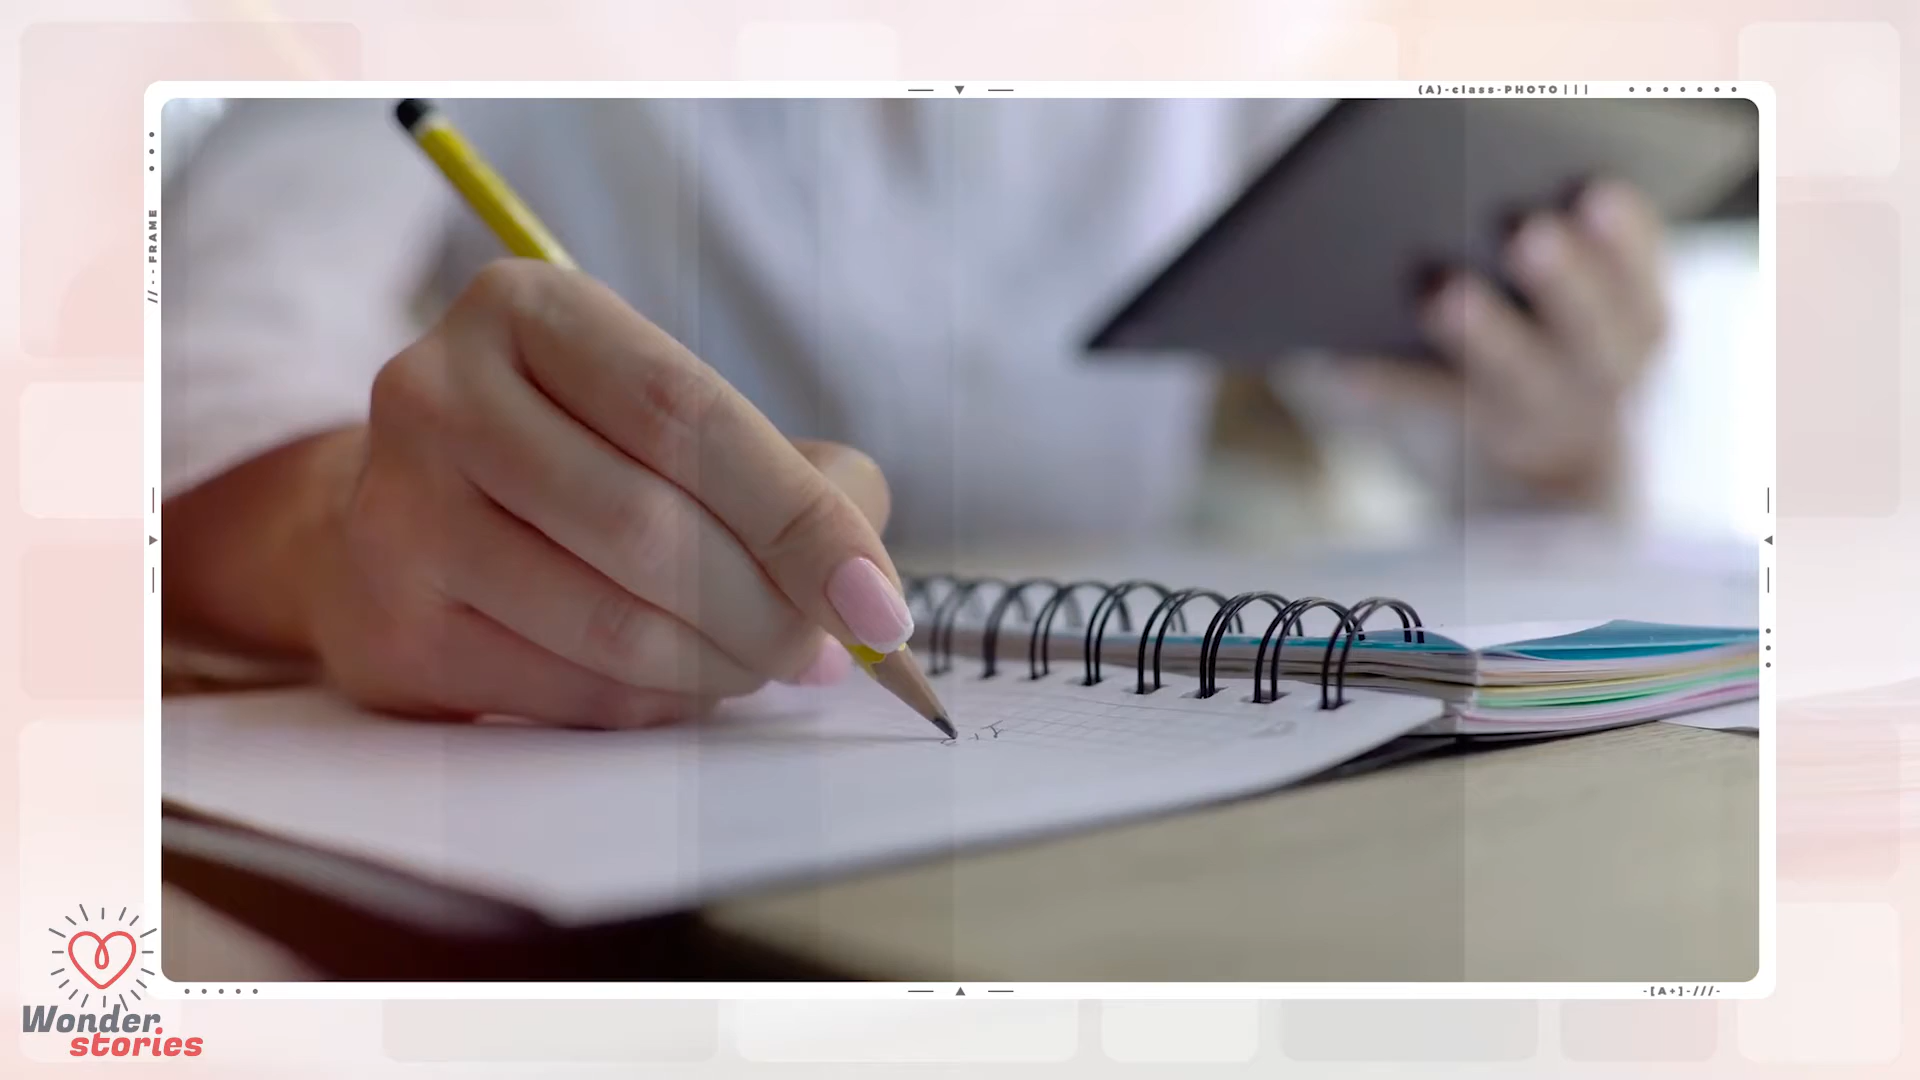 (A)-class-PHOTO|||
//--FRAME
-[A+]-///-
Wonder
stories